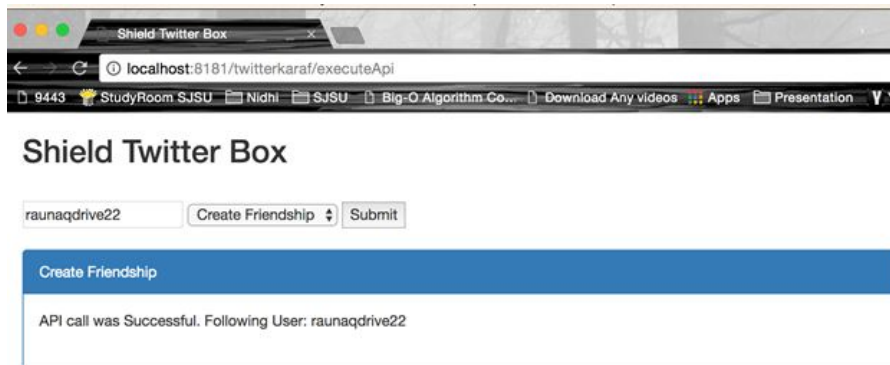 Shield Twitter Box
localhost:8181/twitterkaraf/executeApi
9443 StudyRoom SJSU Nidhi SJSU Big-O Algorithm Co... Download Any videos Apps Presentation
Shield Twitter Box
raunaqdrive22 Create Friendship Submit
Create Friendship
API call was Successful. Following User: raunaqdrive22